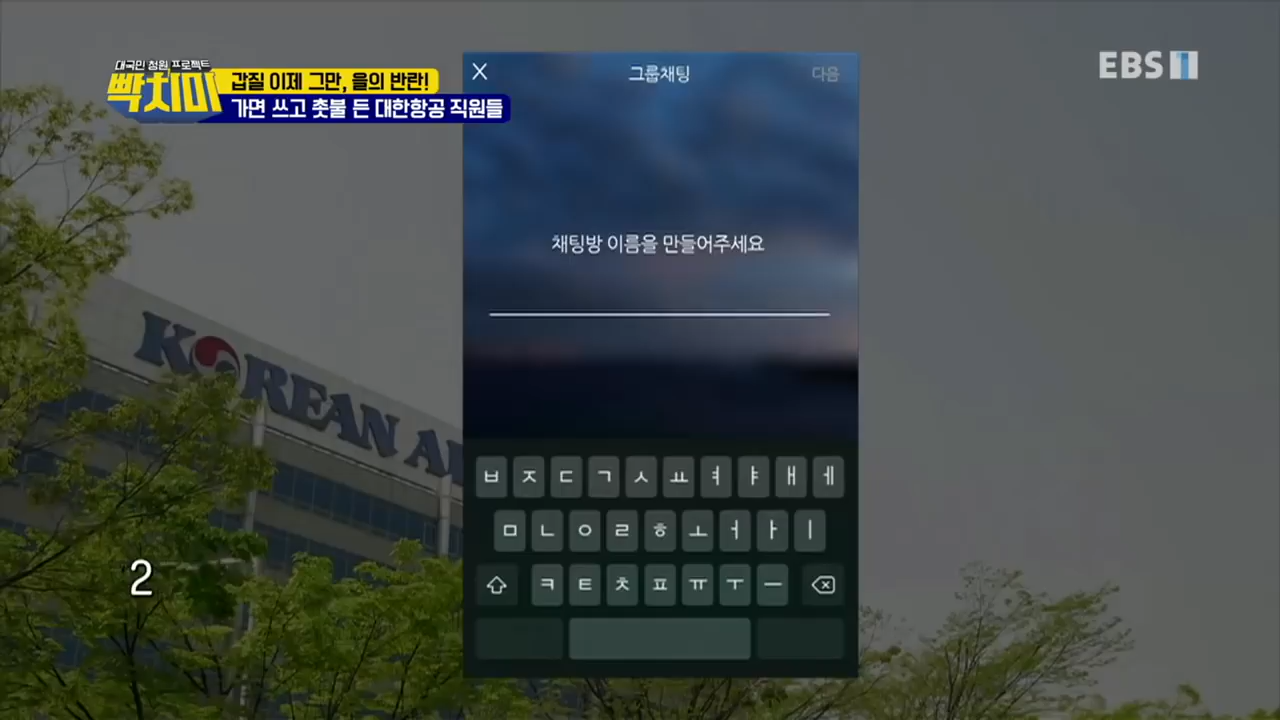 대국민 청원 프로젝트
빡치미
갑질 이제 그만, 을의 반란!
가면 쓰고 촛불 든 대한항공 직원들
EBS 1
그룹채팅
다음
채팅방 이름을 만들어주세요
KOREAN AI
ㅂ ㅈ ㄷ ㄱ ㅅ ㅛ ㅕ ㅑ ㅐ ㅔ
ㅁ ㄴ ㅇ ㄹ ㅎ ㅗ ㅓ ㅏ ㅣ
ㅋ ㅌ ㅊ ㅍ ㅠ ㅜ ㅡ
2